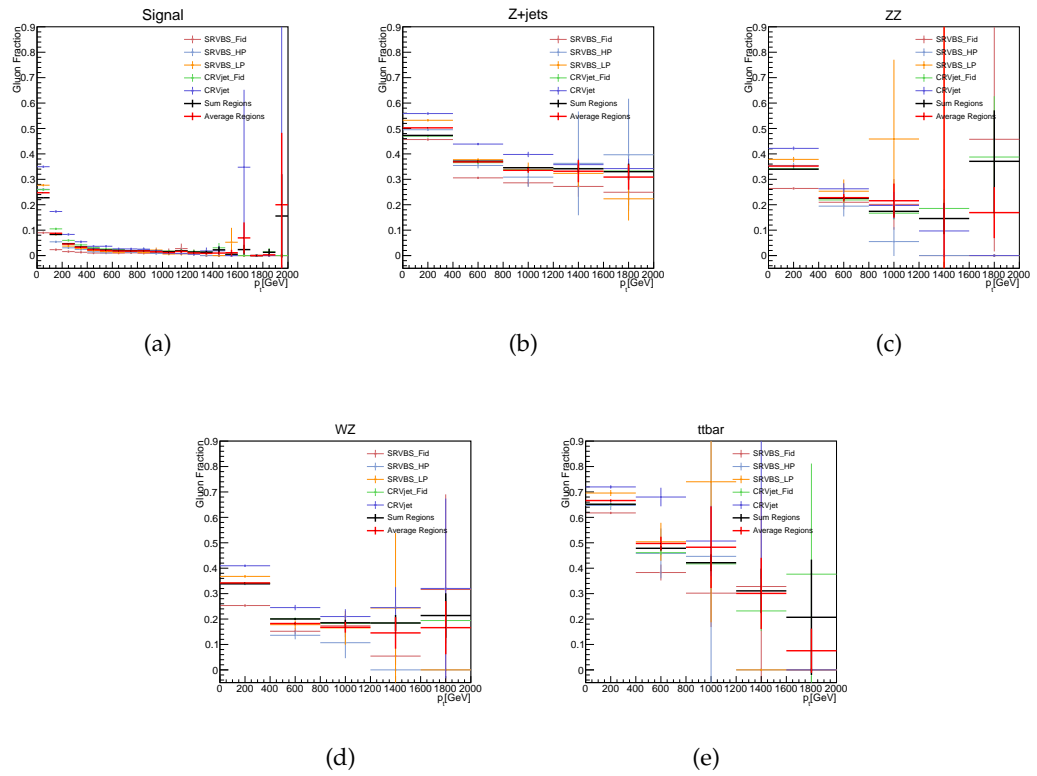 Signal
Gluon Fraction
0.9
0.8
0.7
0.6
0.5
0.4
0.3
0.2
0.1
0
SRVBS_Fid
SRVBS_HP
SRVBS_LP
CRVjet_Fid
CRVjet
Sum Regions
Average Regions
0 200 400 600 800 1000 1200 1400 1600 1800 2000
p_t[GeV]
(a)
Z+jets
Gluon Fraction
0.9
0.8
0.7
0.6
0.5
0.4
0.3
0.2
0.1
0
SRVBS_Fid
SRVBS_HP
SRVBS_LP
CRVjet_Fid
CRVjet
Sum Regions
Average Regions
0 200 400 600 800 1000 1200 1400 1600 1800 2000
p_t[GeV]
(b)
ZZ
Gluon Fraction
0.9
0.8
0.7
0.6
0.5
0.4
0.3
0.2
0.1
0
SRVBS_Fid
SRVBS_HP
SRVBS_LP
CRVjet_Fid
CRVjet
Sum Regions
Average Regions
0 200 400 600 800 1000 1200 1400 1600 1800 2000
p_t[GeV]
(c)
WZ
Gluon Fraction
0.9
0.8
0.7
0.6
0.5
0.4
0.3
0.2
0.1
0
SRVBS_Fid
SRVBS_HP
SRVBS_LP
CRVjet_Fid
CRVjet
Sum Regions
Average Regions
0 200 400 600 800 1000 1200 1400 1600 1800 2000
p_t[GeV]
(d)
ttbar
Gluon Fraction
0.9
0.8
0.7
0.6
0.5
0.4
0.3
0.2
0.1
0
SRVBS_Fid
SRVBS_HP
SRVBS_LP
CRVjet_Fid
CRVjet
Sum Regions
Average Regions
0 200 400 600 800 1000 1200 1400 1600 1800 2000
p_t[GeV]
(e)